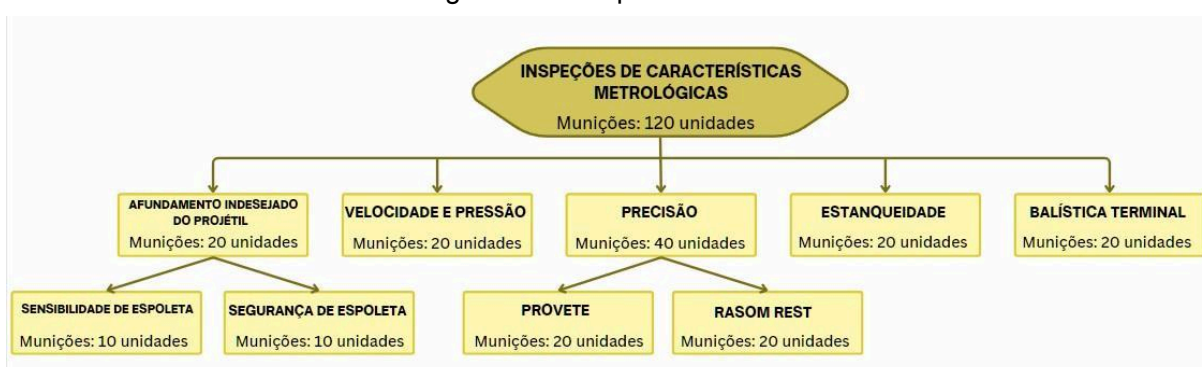 INSPEÇÕES DE CARACTERÍSTICAS
METROLÓGICAS
Munições: 120 unidades
AFUNDAMENTO INDESEJADO
DO PROJÉTIL
Munições: 20 unidades
VELOCIDADE E PRESSÃO
Munições: 20 unidades
PRECISÃO
Munições: 40 unidades
ESTANQUEIDADE
Munições: 20 unidades
BALÍSTICA TERMINAL
Munições: 20 unidades
SENSIBILIDADE DE ESPOLETA
Munições: 10 unidades
SEGURANÇA DE ESPOLETA
Munições: 10 unidades
PROVETE
Munições: 20 unidades
RASOM REST
Munições: 20 unidades